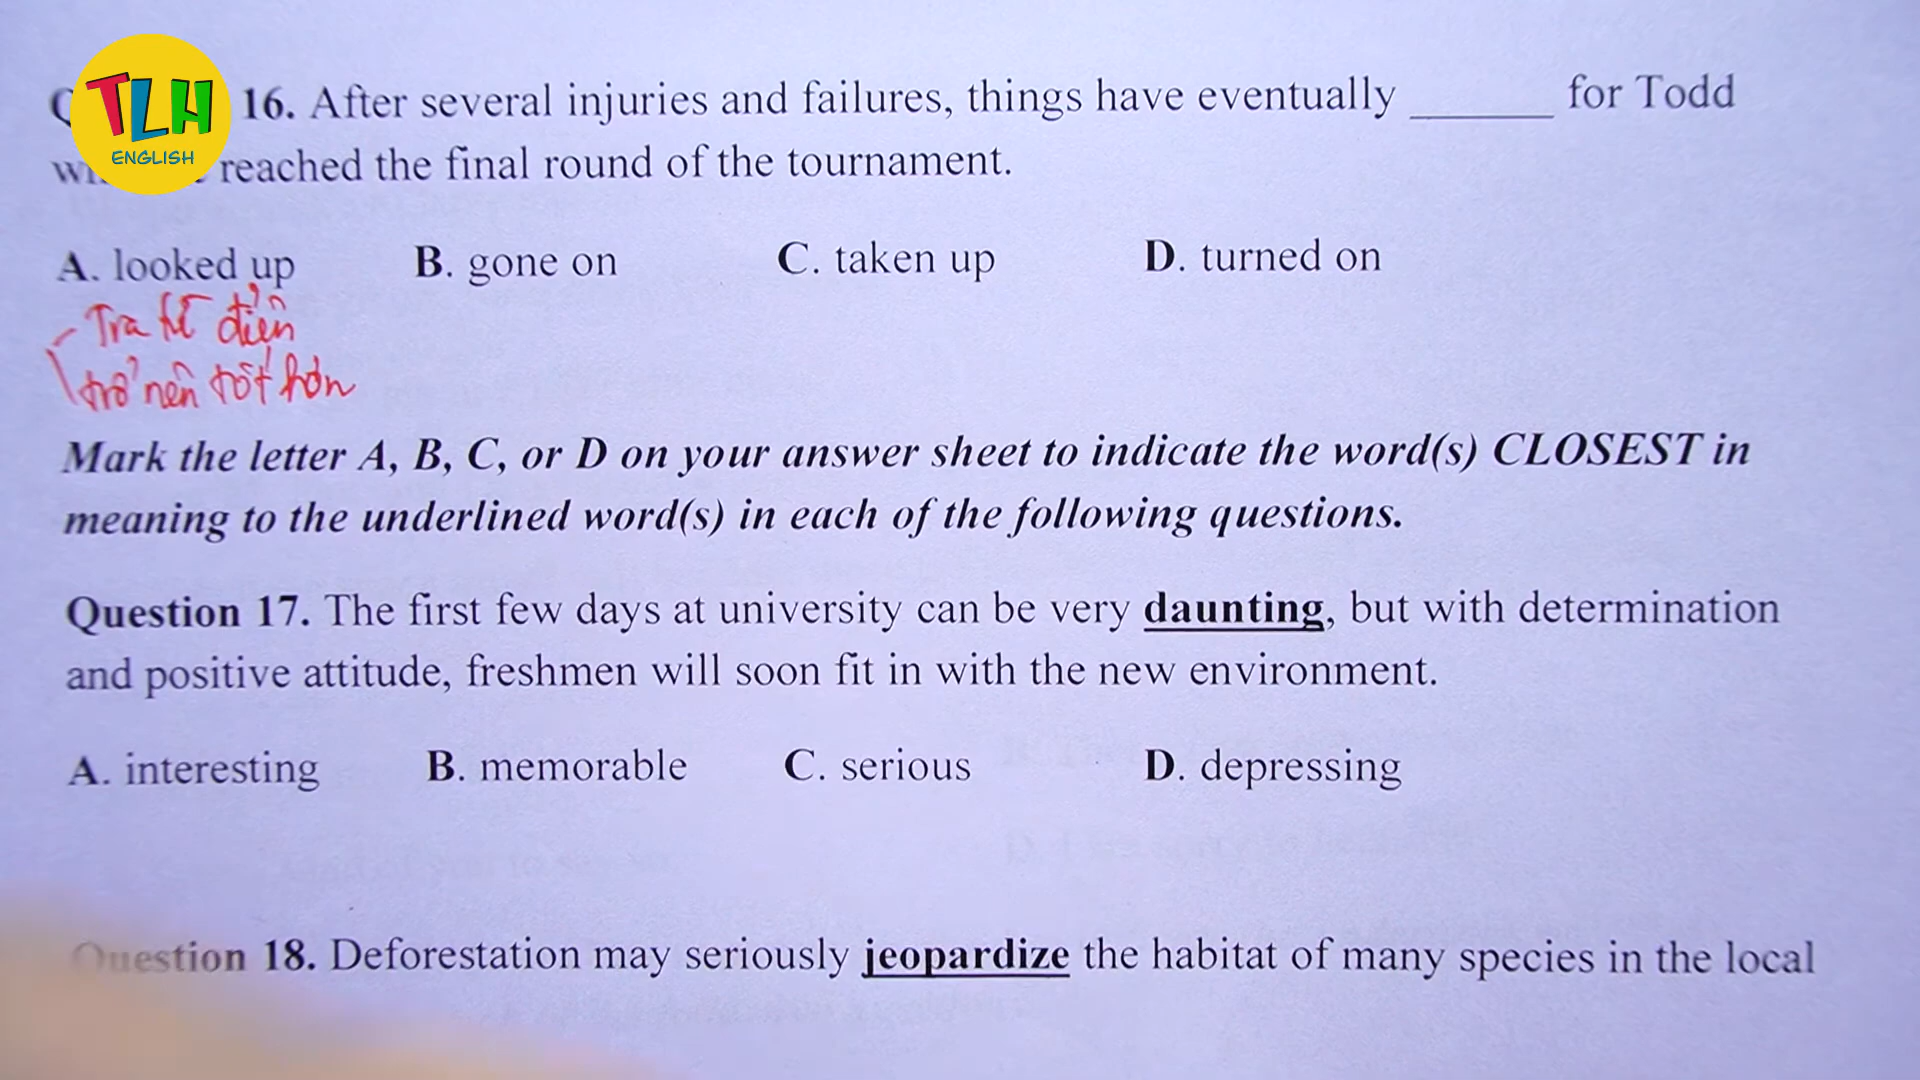 TLH
ENGLISH
16. After several injuries and failures, things have eventually ______ for Todd
reached the final round of the tournament.
A. looked up B. gone on C. taken up D. turned on
Tra từ điển
trở nên tốt hơn
Mark the letter A, B, C, or D on your answer sheet to indicate the word(s) CLOSEST in
meaning to the underlined word(s) in each of the following questions.
Question 17. The first few days at university can be very daunting, but with determination
and positive attitude, freshmen will soon fit in with the new environment.
A. interesting B. memorable C. serious D. depressing
Question 18. Deforestation may seriously jeopardize the habitat of many species in the local